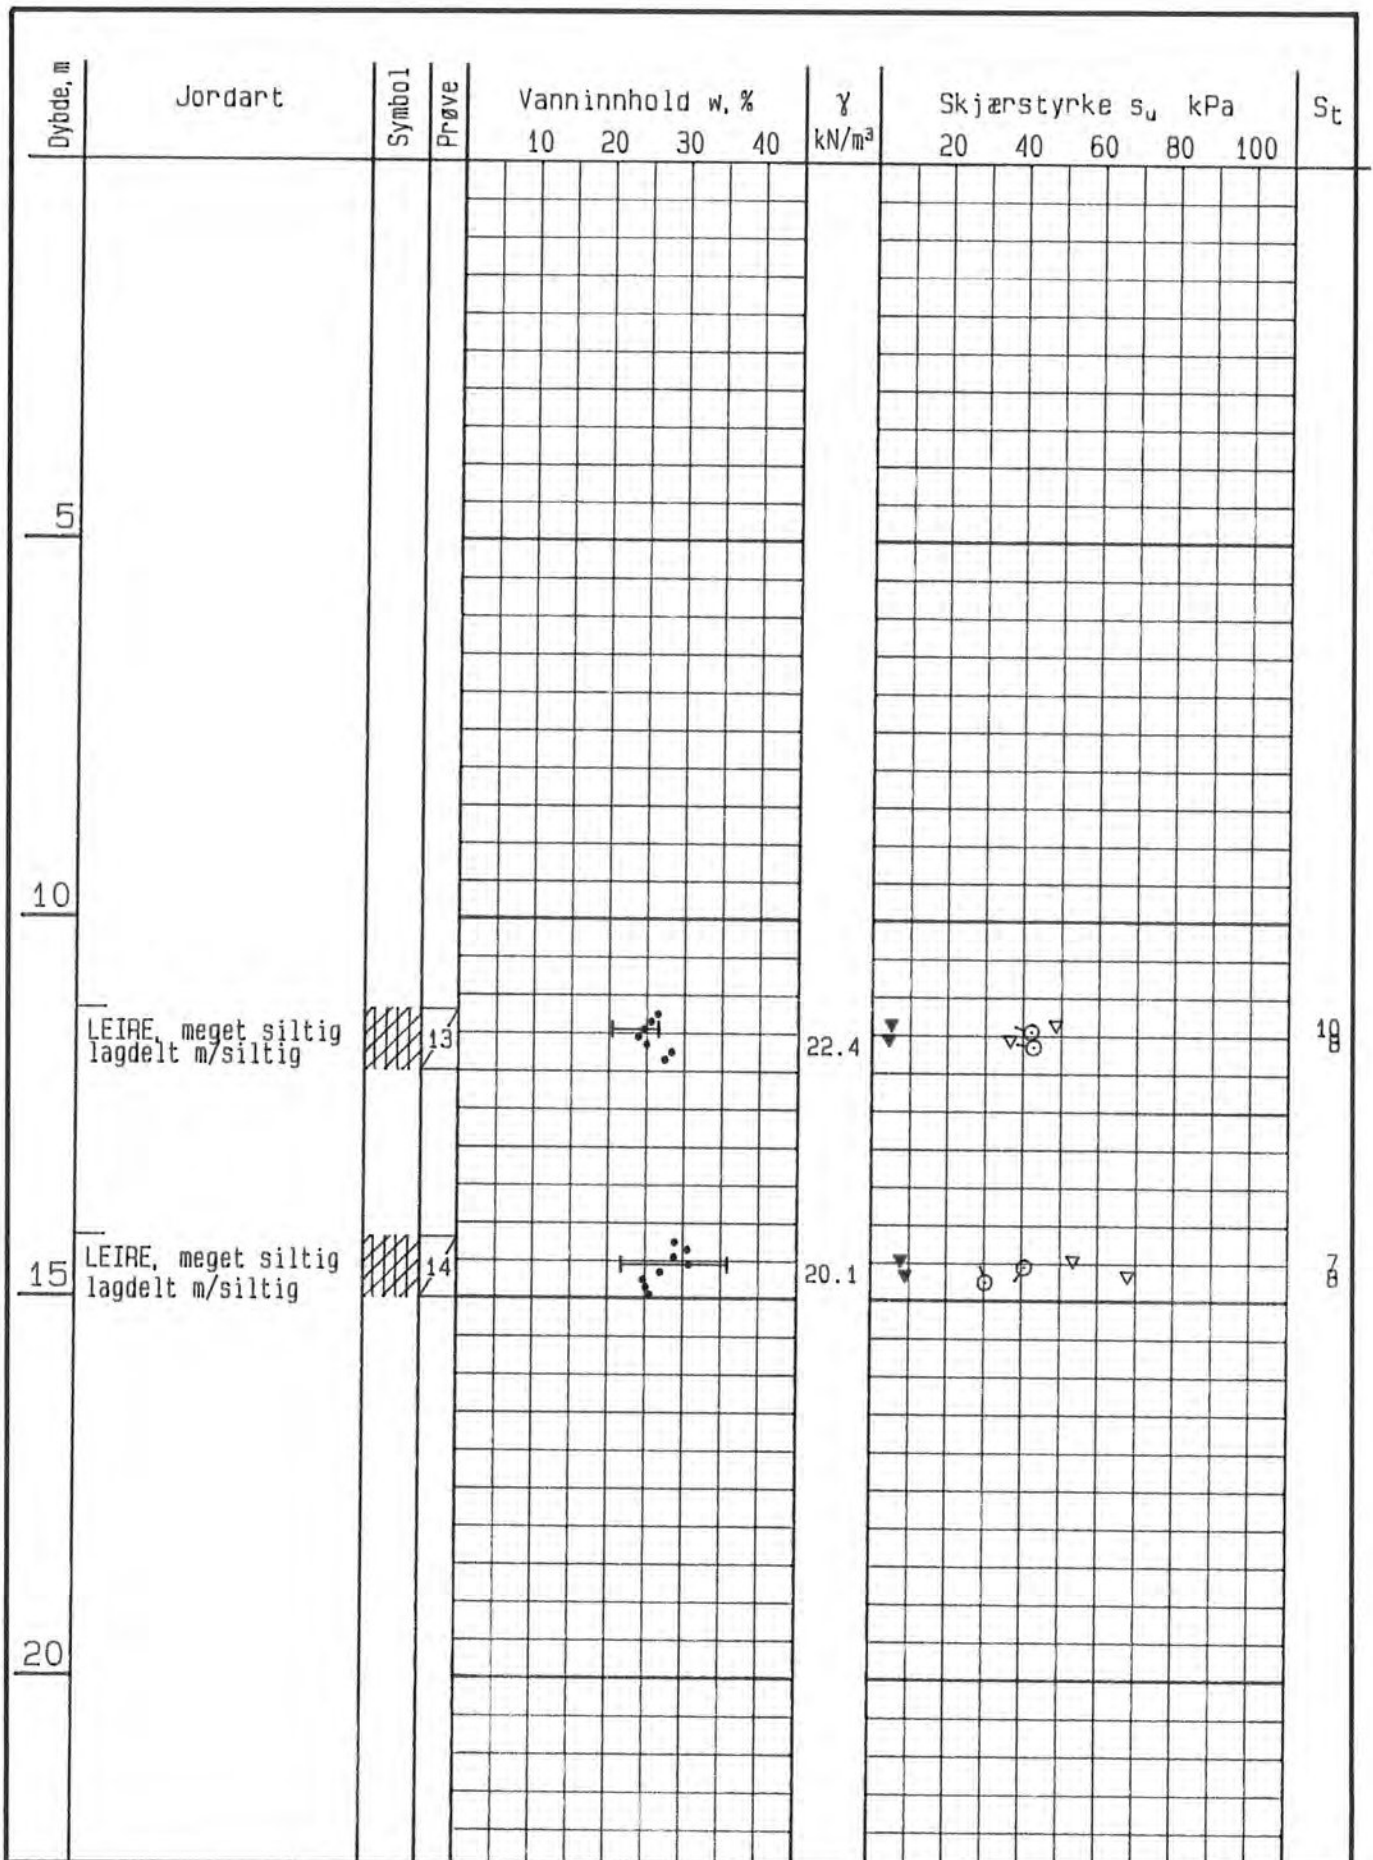 Dybde, m
Jordart
Symbol
Prøve
Vanninnhold w, %
10 20 30 40
γ
kN/m³
Skjærstyrke sᵤ kPa
20 40 60 80 100
St
5
10
LEIRE, meget siltig
lagdelt m/siltig
13
22.4
10
8
LEIRE, meget siltig
lagdelt m/siltig
14
20.1
7
8
15
20